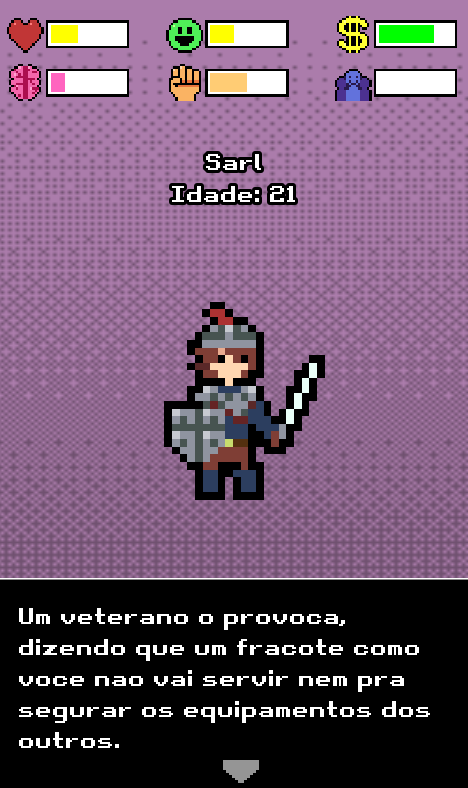 Sarl
Idade: 21
Um veterano o provoca,
dizendo que um fracote como
voce nao vai servir nem pra
segurar os equipamentos dos
outros.